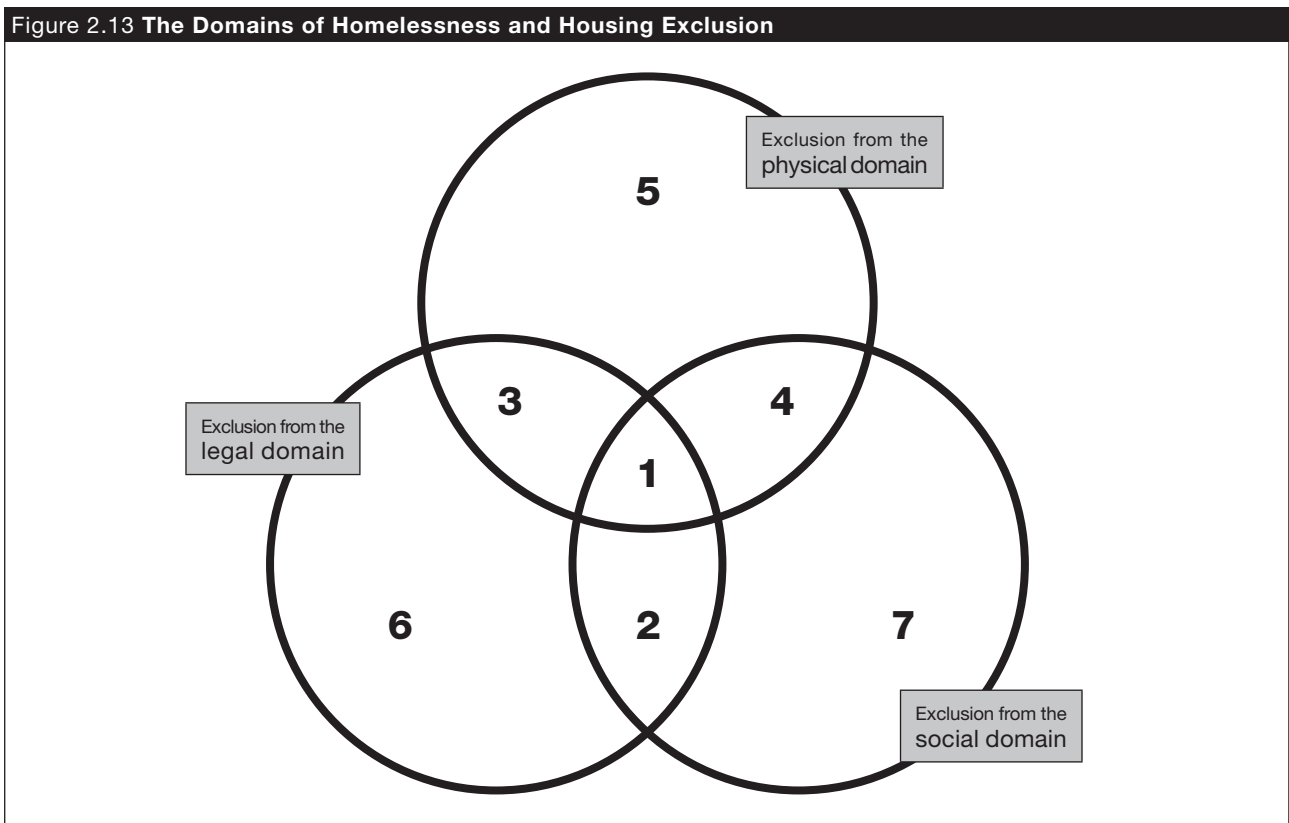 Figure 2.13 The Domains of Homelessness and Housing Exclusion
5
Exclusion from the
physical domain
3
4
Exclusion from the
legal domain
1
6
2
7
Exclusion from the
social domain